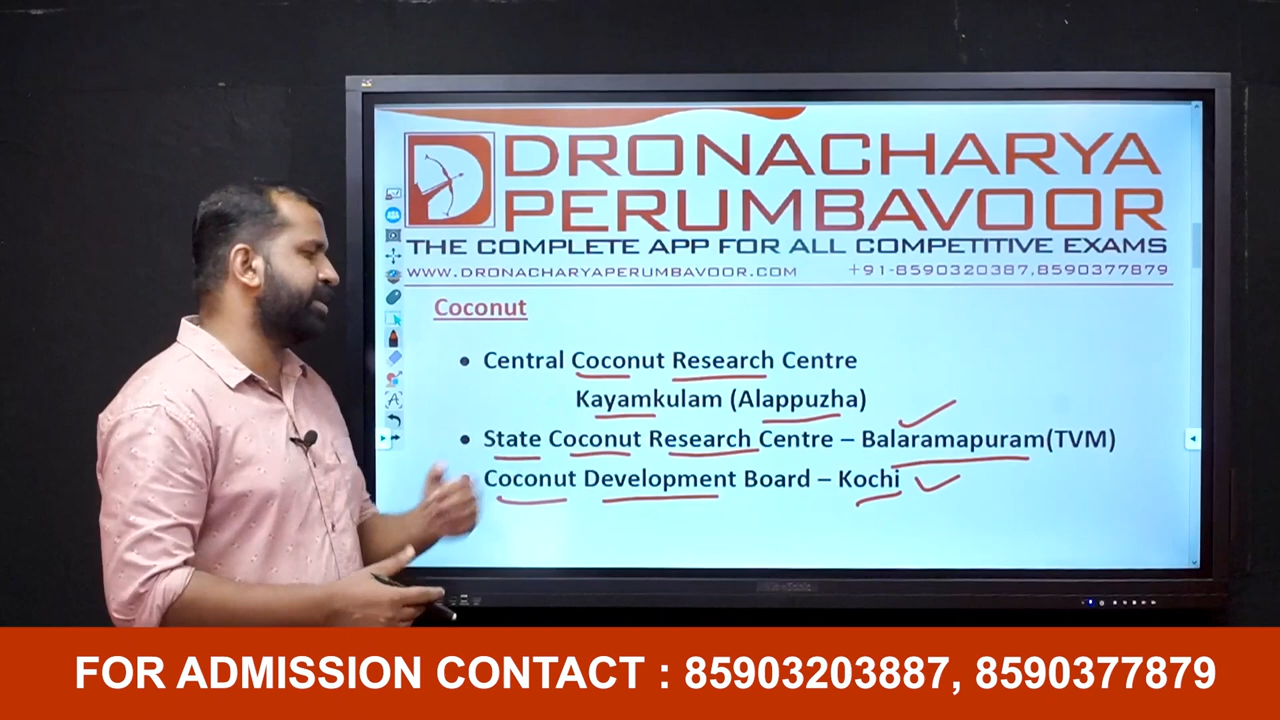 DRONACHARYA
PERUMBAVOOR
THE COMPLETE APP FOR ALL COMPETITIVE EXAMS
WWW.DRONACHARYAPERUMBAVOOR.COM +91-8590320387,8590377879
Coconut
• Central Coconut Research Centre
Kayamkulam (Alappuzha)
• State Coconut Research Centre – Balaramapuram(TVM)
Coconut Development Board – Kochi
FOR ADMISSION CONTACT : 85903203887, 8590377879